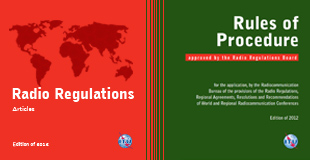 Radio Regulations
Articles
Edition of 2012
Rules of
Procedure
approved by the Radio Regulations Board
for the application, by the Radiocommunication
Bureau of the provisions of the Radio Regulations,
Regional Agreements, Resolutions and Recommendations
of World and Regional Radiocommunication Conferences
Edition of 2012